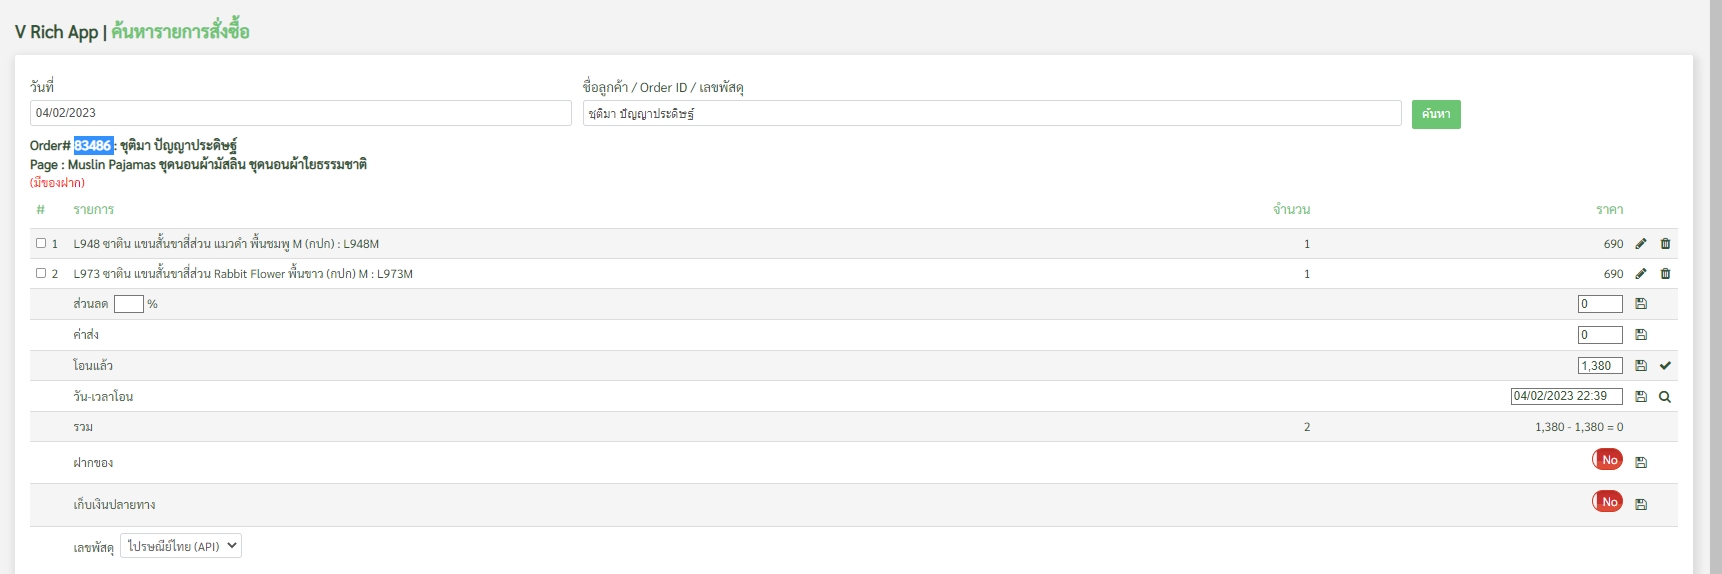 V Rich App | ค้นหารายการสั่งซื้อ
วันที่ ชื่อลูกค้า / Order ID / เลขพัสดุ
04/02/2023 ชุติมา ปัญญาประดิษฐ์ ค้นหา
Order# 83486 : ชุติมา ปัญญาประดิษฐ์
Page : Muslin Pajamas ชุดนอนผ้ามัสลิน ชุดนอนผ้าใยธรรมชาติ
(มีของฝาก)
# รายการ จำนวน ราคา
1 L948 ซาติน แขนสั้นขาสี่ส่วน แมวดำ พื้นชมพู M (กปก) : L948M 1 690
2 L973 ซาติน แขนสั้นขาสี่ส่วน Rabbit Flower พื้นขาว (กปก) M : L973M 1 690
ส่วนลด % 0
ค่าส่ง 0
โอนแล้ว 1,380
วัน-เวลาโอน 04/02/2023 22:39
รวม 2 1,380 - 1,380 = 0
ฝากของ No
เก็บเงินปลายทาง No
เลขพัสดุ ไปรษณีย์ไทย (API)